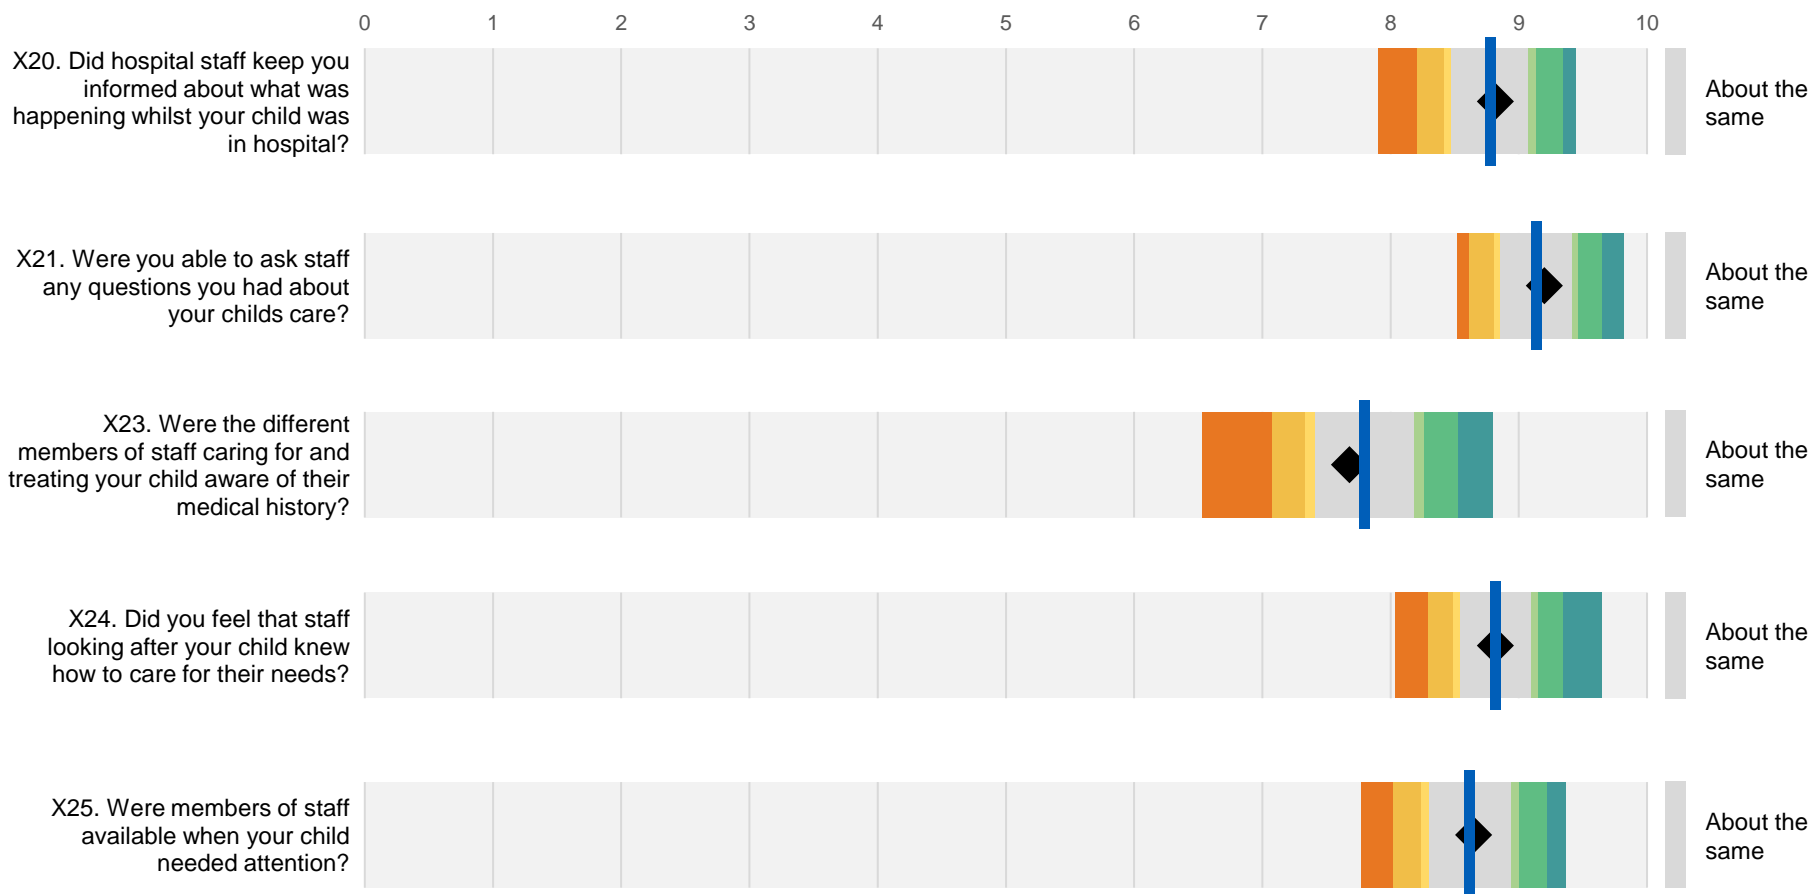 0 1 2 3 4 5 6 7 8 9 10
X20. Did hospital staff keep you
informed about what was
happening whilst your child was
in hospital?
About the
same
X21. Were you able to ask staff
any questions you had about
your childs care?
About the
same
X23. Were the different
members of staff caring for and
treating your child aware of their
medical history?
About the
same
X24. Did you feel that staff
looking after your child knew
how to care for their needs?
About the
same
X25. Were members of staff
available when your child
needed attention?
About the
same